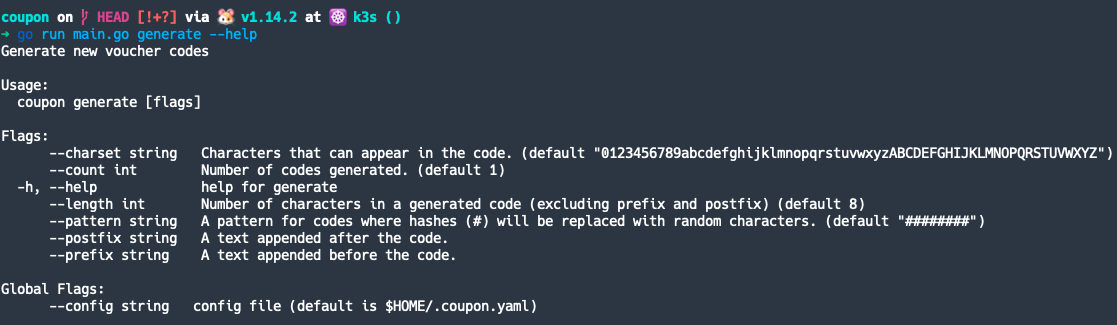 coupon on HEAD [!+?] via 🐹 v1.14.2 at ☸ k3s ()
➜ go run main.go generate --help
Generate new voucher codes

Usage:
  coupon generate [flags]

Flags:
      --charset string   Characters that can appear in the code. (default "0123456789abcdefghijklmnopqrstuvwxyzABCDEFGHIJKLMNOPQRSTUVWXYZ")
      --count int        Number of codes generated. (default 1)
  -h, --help             help for generate
      --length int       Number of characters in a generated code (excluding prefix and postfix) (default 8)
      --pattern string   A pattern for codes where hashes (#) will be replaced with random characters. (default "########")
      --postfix string   A text appended after the code.
      --prefix string    A text appended before the code.

Global Flags:
      --config string   config file (default is $HOME/.coupon.yaml)